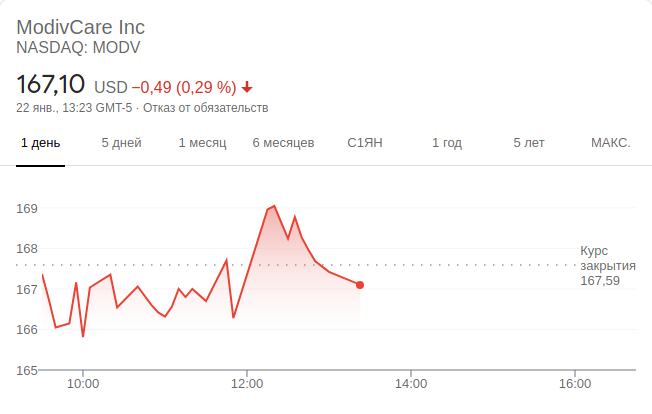 ModivCare Inc
NASDAQ: MODV
167,10 USD −0,49 (0,29 %)
22 янв., 13:23 GMT-5 · Отказ от обязательств
1 день 5 дней 1 месяц 6 месяцев С1ЯН 1 год 5 лет МАКС.
169
168
Курс
закрытия
167,59
167
166
165
10:00 12:00 14:00 16:00